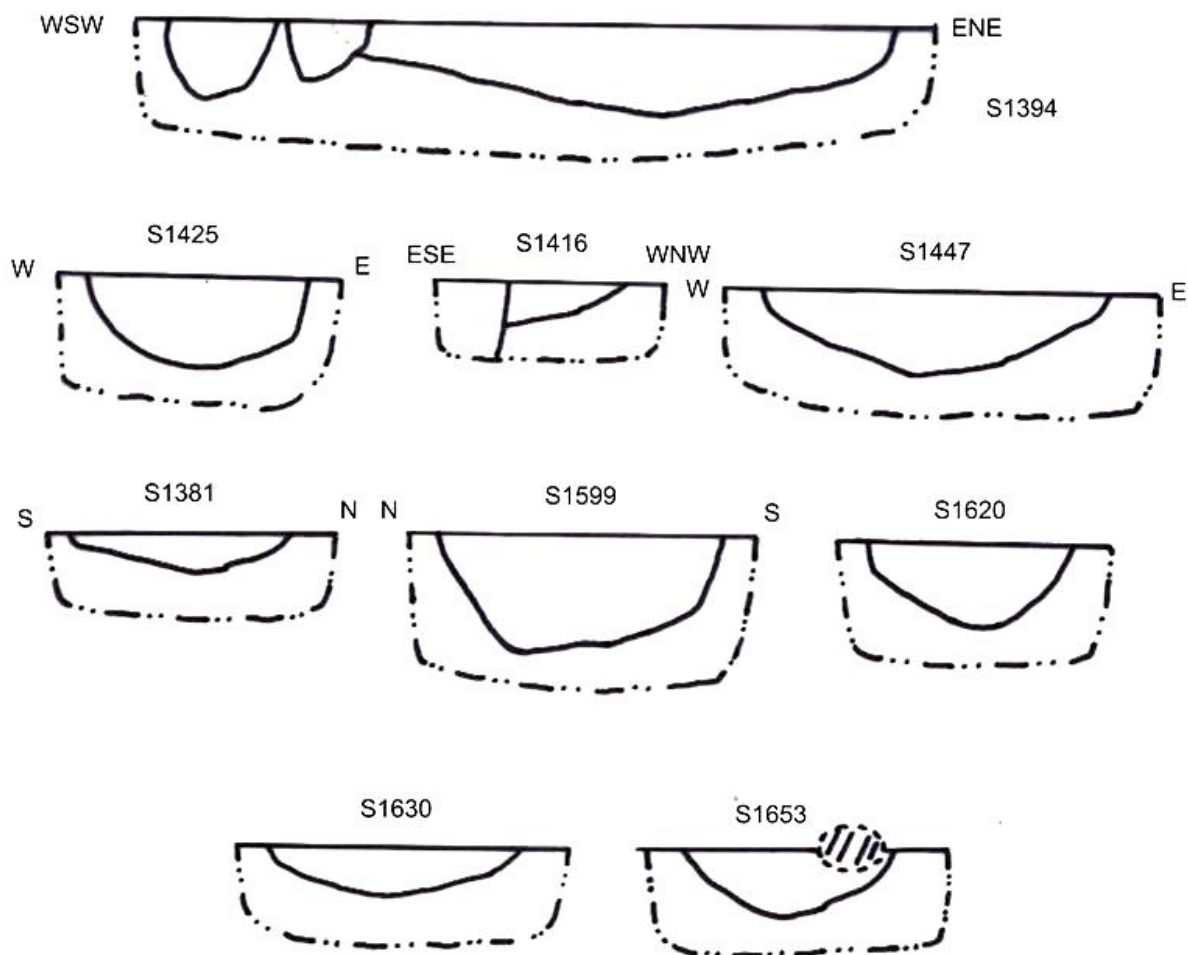 WSW ENE
S1394
S1425 S1416 S1447
W E ESE WNW W E
S1381 S1599 S1620
S N N S
S1630 S1653